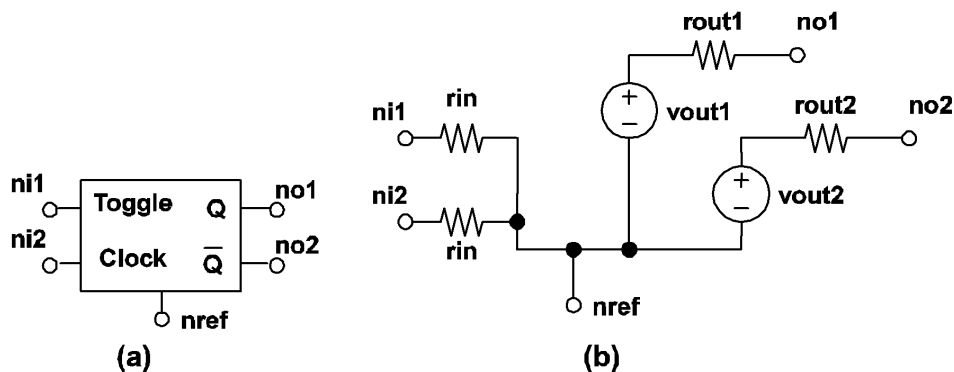 ni1
Toggle
Q
no1
ni2
Clock
Q̅
no2
nref
(a)
rout1
no1
ni1
rin
+
−
vout1
rout2
no2
ni2
rin
+
−
vout2
nref
(b)